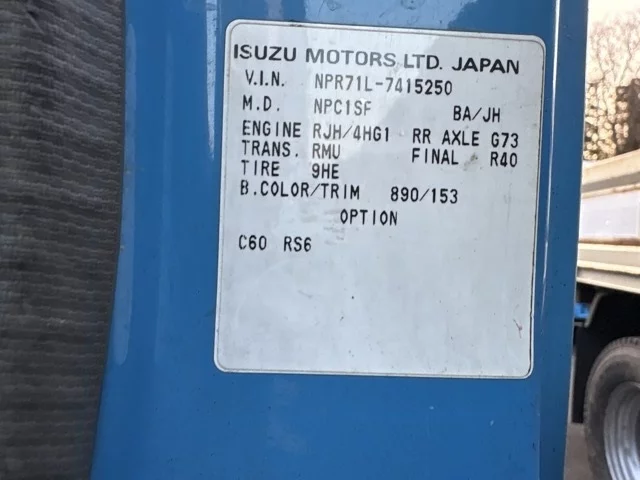 ISUZU MOTORS LTD. JAPAN
V.I.N. NPR71L-7415250
M.D. NPC1SF BA/JH
ENGINE RJH/4HG1 RR AXLE G73
TRANS. RMU FINAL R40
TIRE 9HE
B.COLOR/TRIM 890/153
OPTION
C60 RS6